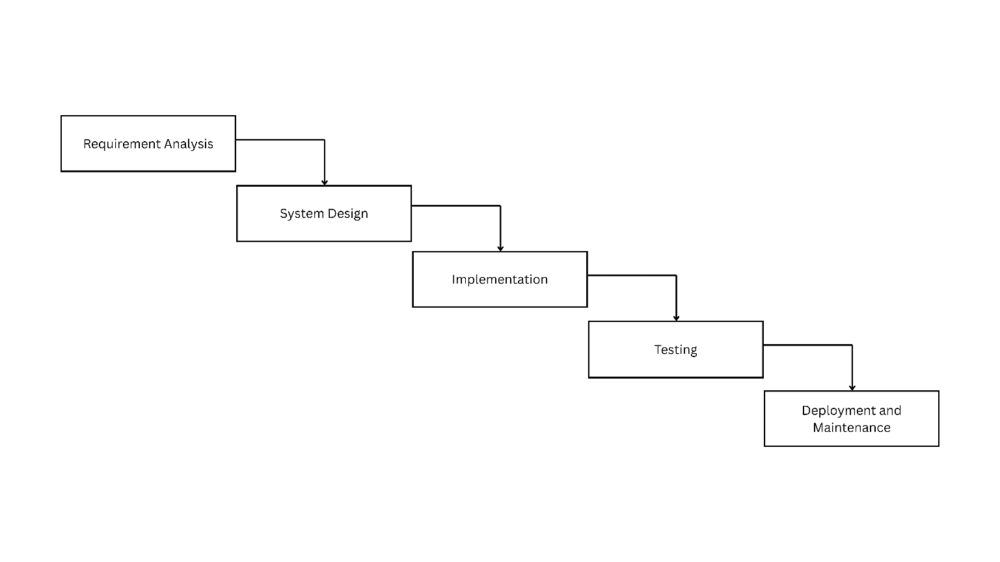 Requirement Analysis
System Design
Implementation
Testing
Deployment and
Maintenance